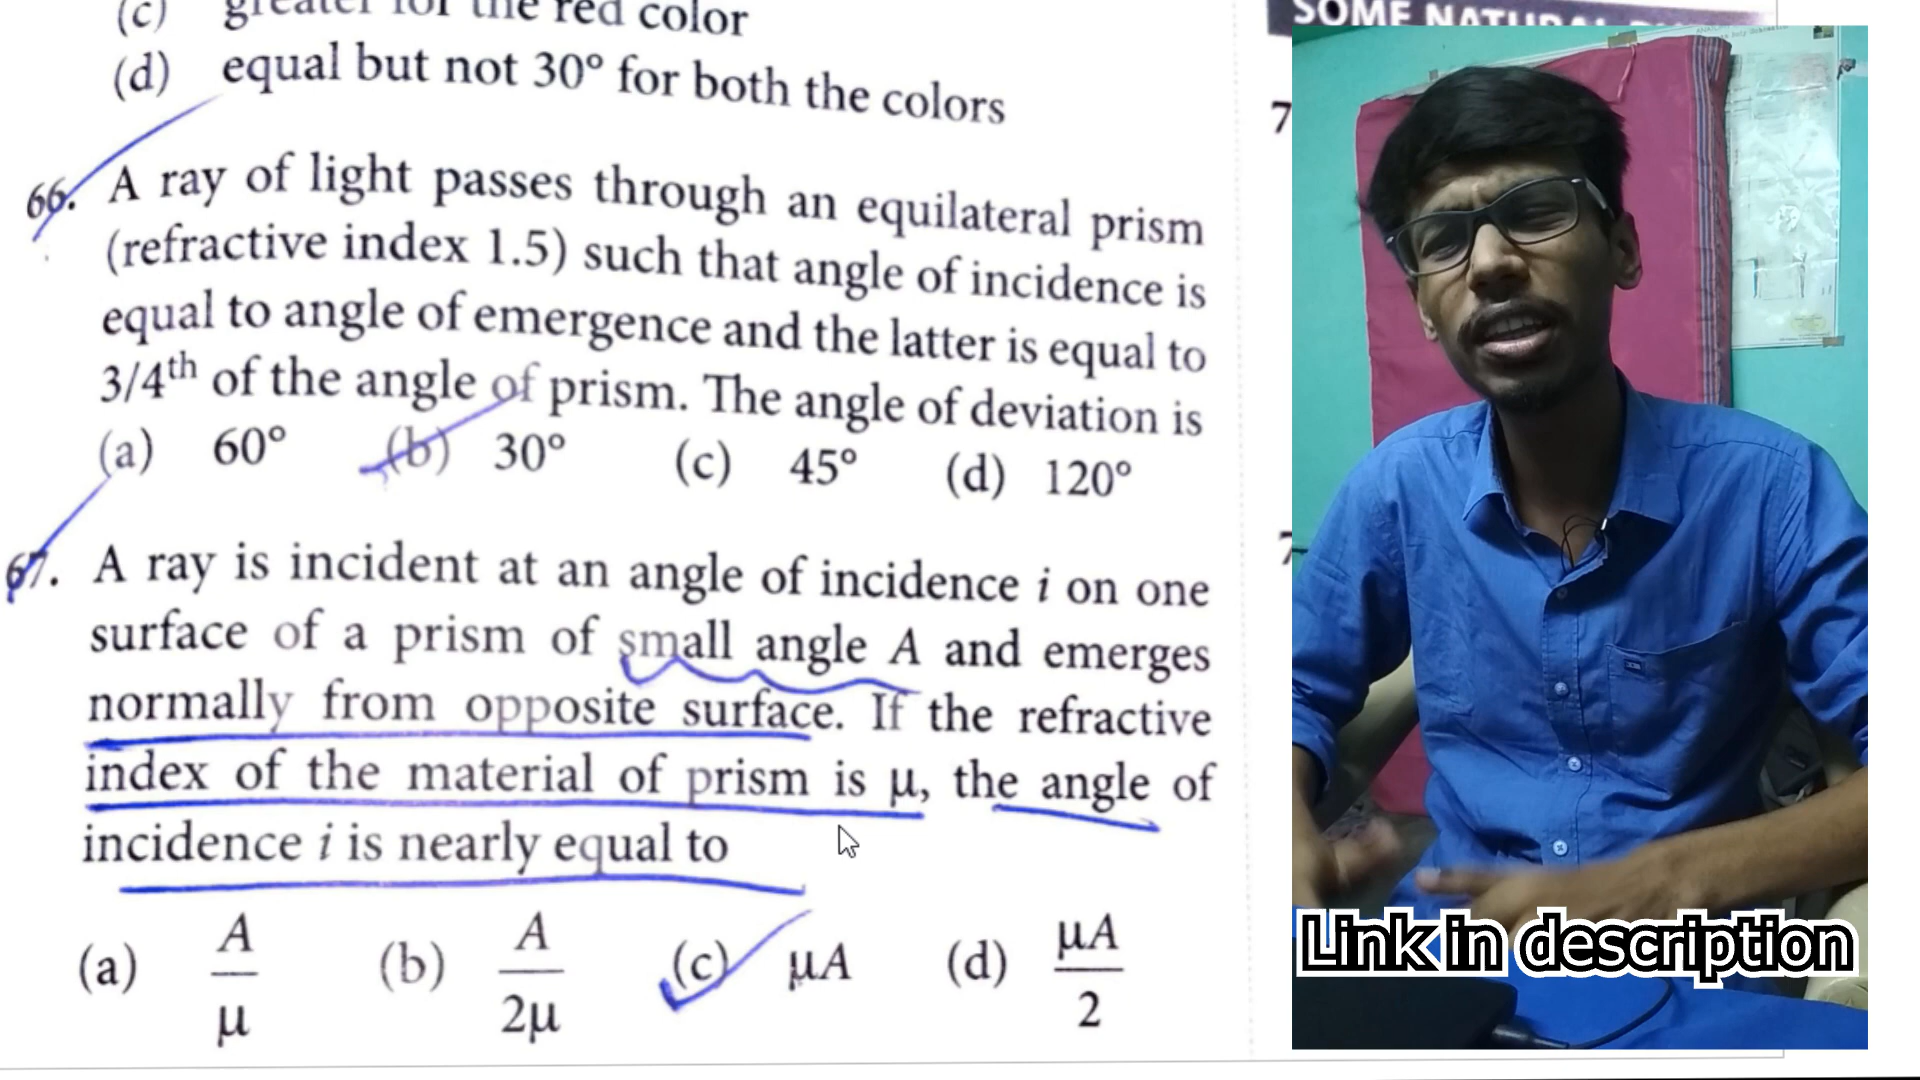 (c) greater for the red color
(d) equal but not 30° for both the colors
66. A ray of light passes through an equilateral prism
(refractive index 1.5) such that angle of incidence is
equal to angle of emergence and the latter is equal to
3/4th of the angle of prism. The angle of deviation is
(a) 60° (b) 30° (c) 45° (d) 120°
67. A ray is incident at an angle of incidence i on one
surface of a prism of small angle A and emerges
normally from opposite surface. If the refractive
index of the material of prism is μ, the angle of
incidence i is nearly equal to
(a) A/μ (b) A/2μ (c) μA (d) μA/2
SOME NATURAL
7
7
Link in description